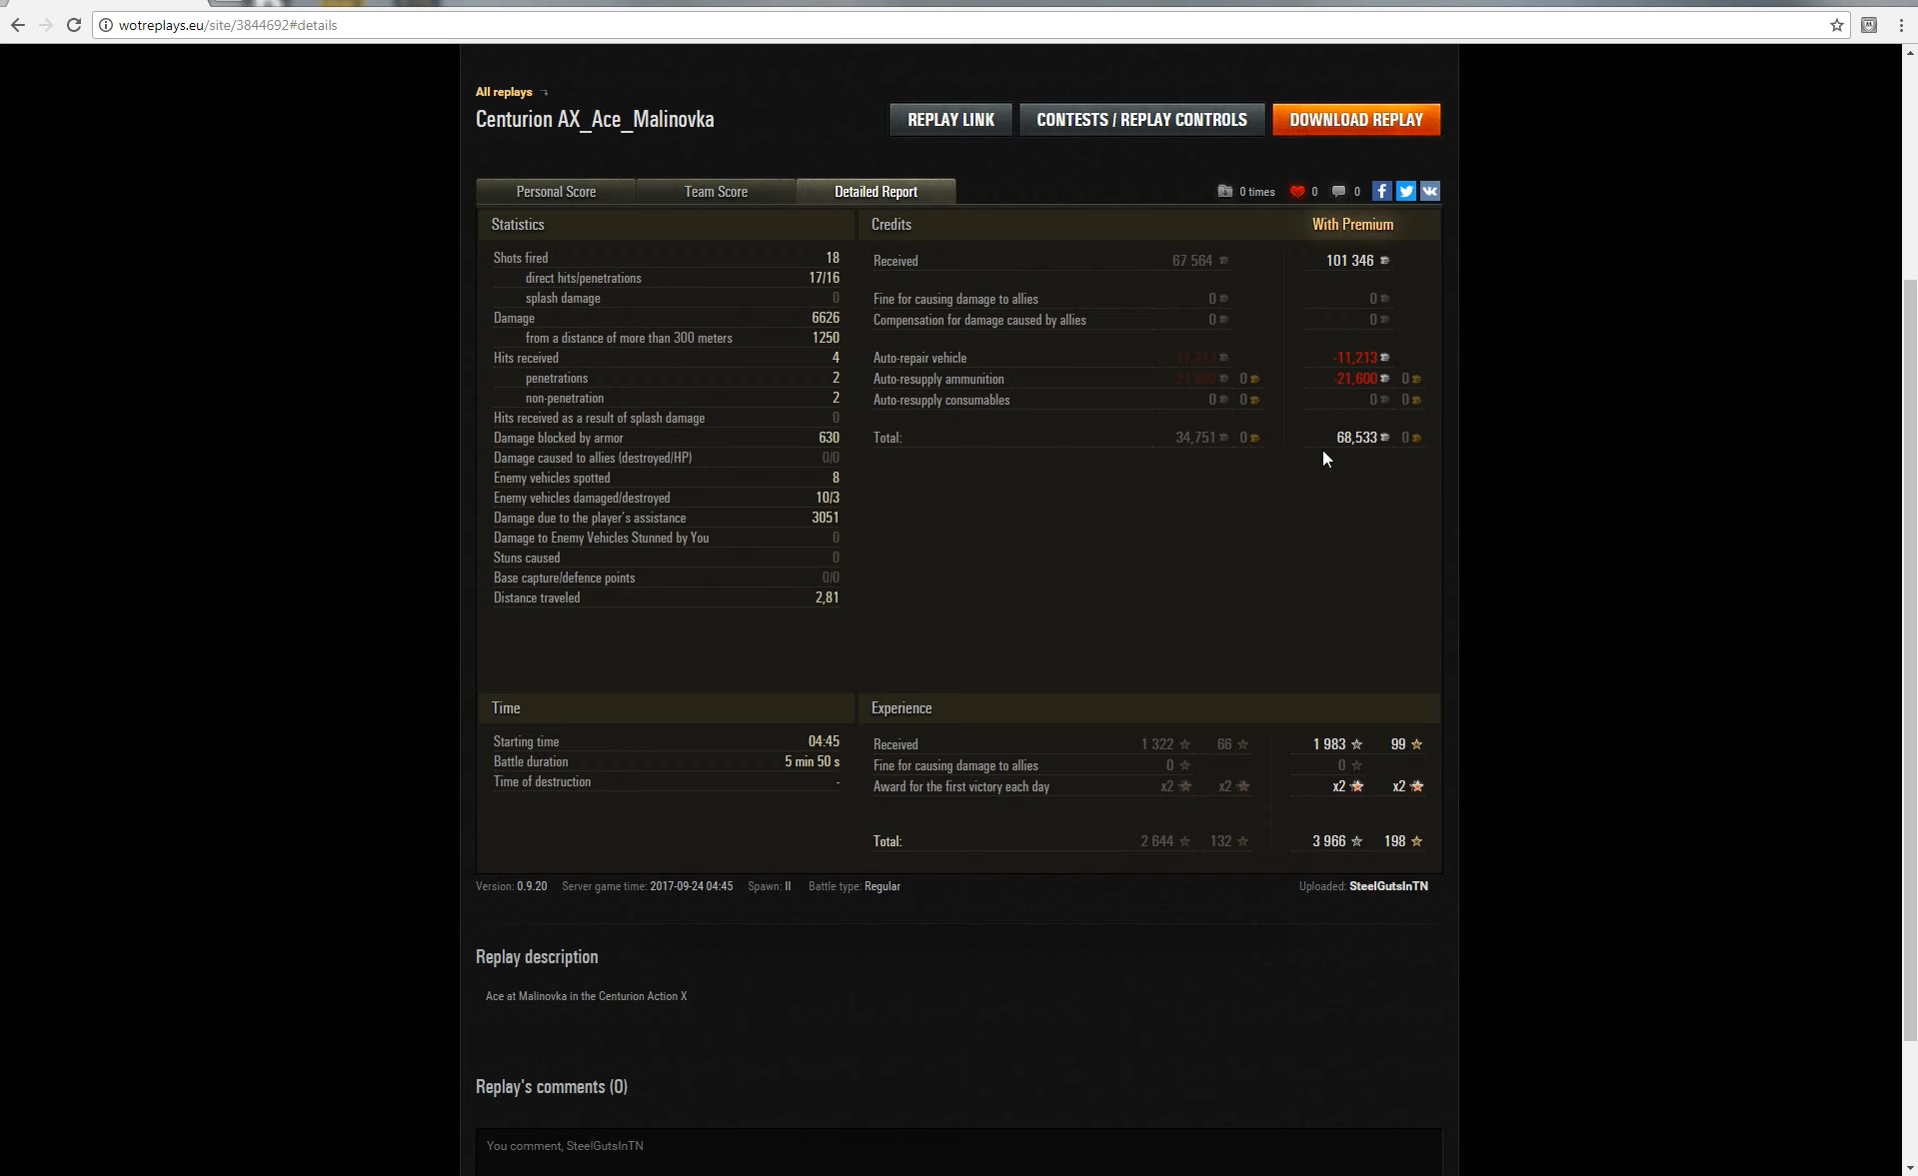 wotreplays.eu/site/3844692#details
All replays
Centurion AX_Ace_Malinovka
REPLAY LINK
CONTESTS / REPLAY CONTROLS
DOWNLOAD REPLAY
Personal Score
Team Score
Detailed Report
0 times
0
0
Statistics
Shots fired 18
direct hits/penetrations 17/16
splash damage 0
Damage 6626
from a distance of more than 300 meters 1250
Hits received 4
penetrations 2
non-penetration 2
Hits received as a result of splash damage 0
Damage blocked by armor 630
Damage caused to allies (destroyed/HP) 0/0
Enemy vehicles spotted 8
Enemy vehicles damaged/destroyed 10/3
Damage due to the player's assistance 3051
Damage to Enemy Vehicles Stunned by You 0
Stuns caused 0
Base capture/defence points 0/0
Distance traveled 2,81
Credits With Premium
Received 67 564 101 346
Fine for causing damage to allies 0 0
Compensation for damage caused by allies 0 0
Auto-repair vehicle -11,213 -11,213
Auto-resupply ammunition -21,600 0 -21,600 0
Auto-resupply consumables 0 0 0 0
Total: 34,751 0 68,533 0
Time
Starting time 04:45
Battle duration 5 min 50 s
Time of destruction -
Experience
Received 1 322 66 1 983 99
Fine for causing damage to allies 0 0
Award for the first victory each day x2 x2 x2 x2
Total: 2 644 132 3 966 198
Version: 0.9.20 Server game time: 2017-09-24 04:45 Spawn: II Battle type: Regular
Uploaded: SteelGutsInTN
Replay description
Ace at Malinovka in the Centurion Action X
Replay's comments (0)
You comment, SteelGutsInTN